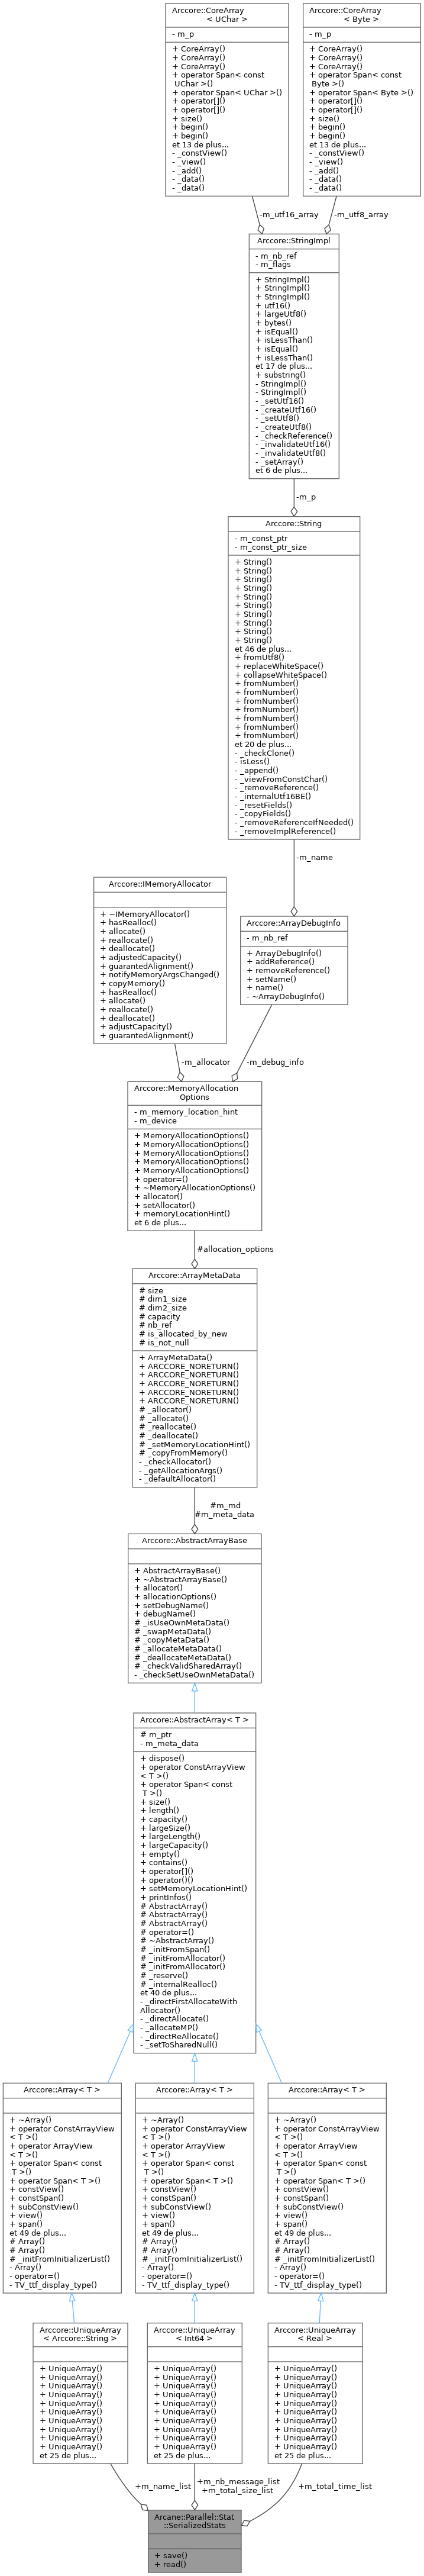 Arccore::CoreArray
< UChar >
- m_p
+ CoreArray()
+ CoreArray()
+ CoreArray()
+ operator Span< const
UChar >()
+ operator Span< UChar >()
+ operator[]()
+ operator[]()
+ size()
+ begin()
+ begin()
et 13 de plus...
- _constView()
- _view()
- _add()
- _data()
- _data()
Arccore::CoreArray
< Byte >
- m_p
+ CoreArray()
+ CoreArray()
+ CoreArray()
+ operator Span< const
Byte >()
+ operator Span< Byte >()
+ operator[]()
+ operator[]()
+ size()
+ begin()
+ begin()
et 13 de plus...
- _constView()
- _view()
- _add()
- _data()
- _data()
-m_utf16_array
-m_utf8_array
Arccore::StringImpl
- m_nb_ref
- m_flags
+ StringImpl()
+ StringImpl()
+ StringImpl()
+ utf16()
+ largeUtf8()
+ bytes()
+ isEqual()
+ isLessThan()
+ isEqual()
+ isLessThan()
et 17 de plus...
+ substring()
- StringImpl()
- StringImpl()
- _setUtf16()
- _createUtf16()
- _setUtf8()
- _createUtf8()
- _checkReference()
- _invalidateUtf16()
- _invalidateUtf8()
- _setArray()
et 6 de plus...
-m_p
Arccore::String
- m_const_ptr
- m_const_ptr_size
+ String()
+ String()
+ String()
+ String()
+ String()
+ String()
+ String()
+ String()
+ String()
+ String()
et 46 de plus...
+ fromUtf8()
+ replaceWhiteSpace()
+ collapseWhiteSpace()
+ fromNumber()
+ fromNumber()
+ fromNumber()
+ fromNumber()
+ fromNumber()
+ fromNumber()
+ fromNumber()
et 20 de plus...
- _checkClone()
- isLess()
- _append()
- _viewFromConstChar()
- _removeReference()
- _internalUtf16BE()
- _resetFields()
- _copyFields()
- _removeReferenceIfNeeded()
- _removeImplReference()
-m_name
Arccore::IMemoryAllocator
+ ~IMemoryAllocator()
+ hasRealloc()
+ allocate()
+ reallocate()
+ deallocate()
+ adjustedCapacity()
+ guarantedAlignment()
+ notifyMemoryArgsChanged()
+ copyMemory()
+ hasRealloc()
+ allocate()
+ reallocate()
+ deallocate()
+ adjustCapacity()
+ guarantedAlignment()
Arccore::ArrayDebugInfo
- m_nb_ref
+ ArrayDebugInfo()
+ addReference()
+ removeReference()
+ setName()
+ name()
- ~ArrayDebugInfo()
-m_allocator
-m_debug_info
Arccore::MemoryAllocation
Options
- m_memory_location_hint
- m_device
+ MemoryAllocationOptions()
+ MemoryAllocationOptions()
+ MemoryAllocationOptions()
+ MemoryAllocationOptions()
+ MemoryAllocationOptions()
+ operator=()
+ ~MemoryAllocationOptions()
+ allocator()
+ setAllocator()
+ memoryLocationHint()
et 6 de plus...
#allocation_options
Arccore::ArrayMetaData
# size
# dim1_size
# dim2_size
# capacity
# nb_ref
# is_allocated_by_new
# is_not_null
+ ArrayMetaData()
+ ARCCORE_NORETURN()
+ ARCCORE_NORETURN()
+ ARCCORE_NORETURN()
+ ARCCORE_NORETURN()
+ ARCCORE_NORETURN()
# _allocator()
# _allocate()
# _reallocate()
# _deallocate()
# _setMemoryLocationHint()
# _copyFromMemory()
- _checkAllocator()
- _getAllocationArgs()
- _defaultAllocator()
#m_md
#m_meta_data
Arccore::AbstractArrayBase
+ AbstractArrayBase()
+ ~AbstractArrayBase()
+ allocator()
+ allocationOptions()
+ setDebugName()
+ debugName()
# _isUseOwnMetaData()
# _swapMetaData()
# _copyMetaData()
# _allocateMetaData()
# _deallocateMetaData()
# _checkValidSharedArray()
- _checkSetUseOwnMetaData()
Arccore::AbstractArray< T >
# m_ptr
- m_meta_data
+ dispose()
+ operator ConstArrayView
< T >()
+ operator Span< const
T >()
+ size()
+ length()
+ capacity()
+ largeSize()
+ largeLength()
+ largeCapacity()
+ empty()
+ contains()
+ operator[]()
+ operator()()
+ setMemoryLocationHint()
+ printInfos()
# AbstractArray()
# AbstractArray()
# AbstractArray()
# operator=()
# ~AbstractArray()
# _initFromSpan()
# _initFromAllocator()
# _initFromAllocator()
# _reserve()
# _internalRealloc()
et 40 de plus...
- _directFirstAllocateWith
Allocator()
- _directAllocate()
- _allocateMP()
- _directReAllocate()
- _setToSharedNull()
Arccore::Array< T >
+ ~Array()
+ operator ConstArrayView
< T >()
+ operator ArrayView
< T >()
+ operator Span< const
T >()
+ operator Span< T >()
+ constView()
+ constSpan()
+ subConstView()
+ view()
+ span()
et 49 de plus...
# Array()
# Array()
# _initFromInitializerList()
- Array()
- operator=()
- TV_ttf_display_type()
Arccore::Array< T >
+ ~Array()
+ operator ConstArrayView
< T >()
+ operator ArrayView
< T >()
+ operator Span< const
T >()
+ operator Span< T >()
+ constView()
+ constSpan()
+ subConstView()
+ view()
+ span()
et 49 de plus...
# Array()
# Array()
# _initFromInitializerList()
- Array()
- operator=()
- TV_ttf_display_type()
Arccore::Array< T >
+ ~Array()
+ operator ConstArrayView
< T >()
+ operator ArrayView
< T >()
+ operator Span< const
T >()
+ operator Span< T >()
+ constView()
+ constSpan()
+ subConstView()
+ view()
+ span()
et 49 de plus...
# Array()
# Array()
# _initFromInitializerList()
- Array()
- operator=()
- TV_ttf_display_type()
Arccore::UniqueArray
< Arccore::String >
+ UniqueArray()
+ UniqueArray()
+ UniqueArray()
+ UniqueArray()
+ UniqueArray()
+ UniqueArray()
+ UniqueArray()
+ UniqueArray()
+ UniqueArray()
+ UniqueArray()
et 25 de plus...
Arccore::UniqueArray
< Int64 >
+ UniqueArray()
+ UniqueArray()
+ UniqueArray()
+ UniqueArray()
+ UniqueArray()
+ UniqueArray()
+ UniqueArray()
+ UniqueArray()
+ UniqueArray()
+ UniqueArray()
et 25 de plus...
Arccore::UniqueArray
< Real >
+ UniqueArray()
+ UniqueArray()
+ UniqueArray()
+ UniqueArray()
+ UniqueArray()
+ UniqueArray()
+ UniqueArray()
+ UniqueArray()
+ UniqueArray()
+ UniqueArray()
et 25 de plus...
+m_name_list
+m_nb_message_list
+m_total_size_list
+m_total_time_list
Arcane::Parallel::Stat
::SerializedStats
+ save()
+ read()